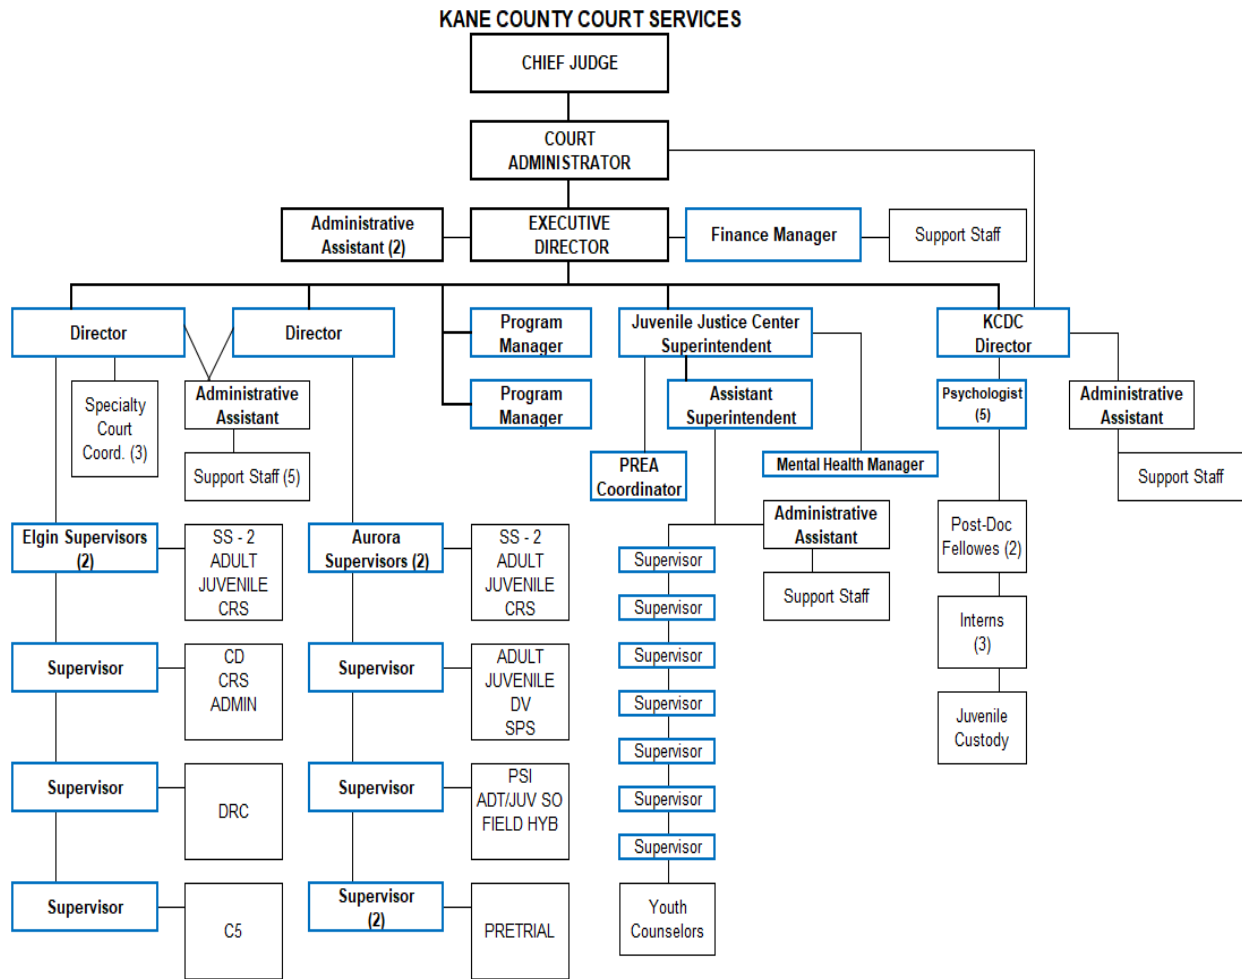 KANE COUNTY COURT SERVICES
CHIEF JUDGE
COURT
ADMINISTRATOR
Administrative
Assistant (2)
EXECUTIVE
DIRECTOR
Finance Manager
Support Staff
Director
Director
Program
Manager
Juvenile Justice Center
Superintendent
KCDC
Director
Specialty
Court
Coord. (3)
Administrative
Assistant
Program
Manager
Assistant
Superintendent
Psychologist
(5)
Administrative
Assistant
Support Staff (5)
PREA
Coordinator
Mental Health Manager
Support Staff
Elgin Supervisors
(2)
SS - 2
ADULT
JUVENILE
CRS
Aurora
Supervisors (2)
SS - 2
ADULT
JUVENILE
CRS
Administrative
Assistant
Support Staff
Post-Doc
Fellowes (2)
Interns
(3)
Juvenile
Custody
Supervisor
Supervisor
Supervisor
Supervisor
Supervisor
Supervisor
Supervisor
Youth
Counselors
Supervisor
CD
CRS
ADMIN
Supervisor
ADULT
JUVENILE
DV
SPS
Supervisor
DRC
Supervisor
PSI
ADT/JUV SO
FIELD HYB
Supervisor
C5
Supervisor
(2)
PRETRIAL